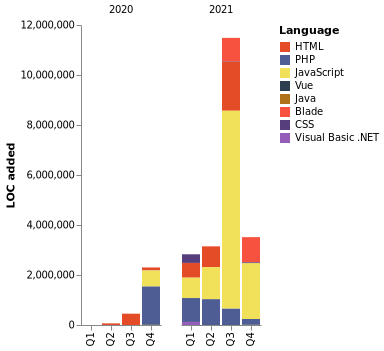 2020 2021
12,000,000
10,000,000
8,000,000
6,000,000
4,000,000
2,000,000
0
LOC added
Q1 Q2 Q3 Q4 Q1 Q2 Q3 Q4
Language
HTML
PHP
JavaScript
Vue
Java
Blade
CSS
Visual Basic .NET